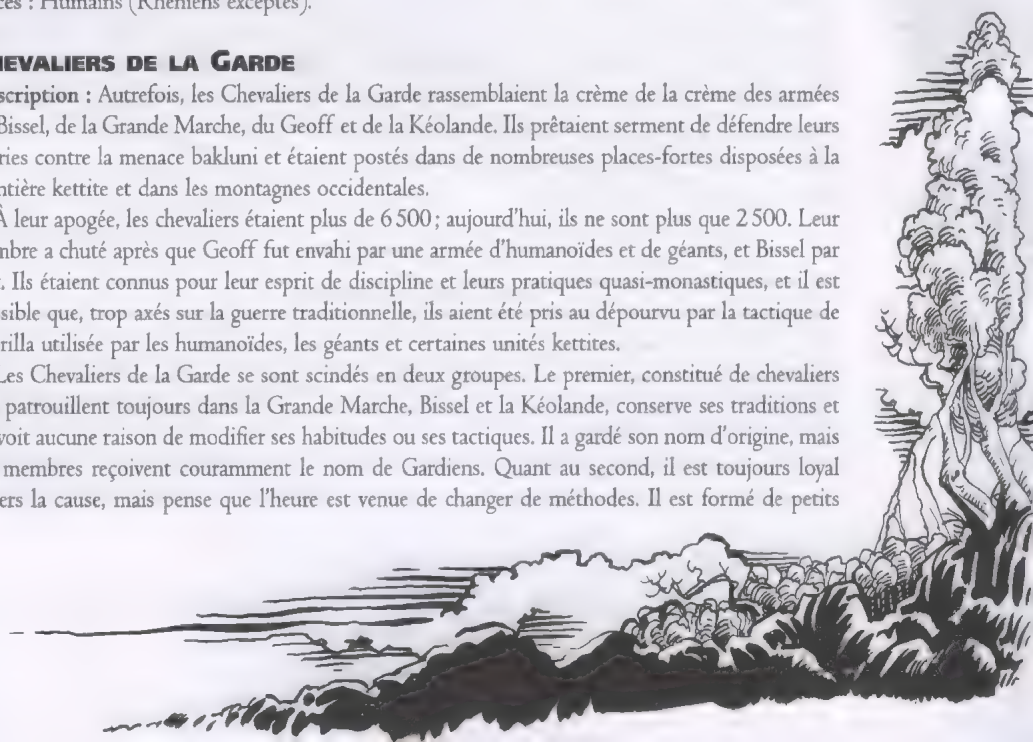 ces : Humains (Rhéniens exceptés).
HEVALIERS DE LA GARDE
scription : Autrefois, les Chevaliers de la Garde rassemblaient la crème de la crème des armées
Bissel, de la Grande Marche, du Geoff et de la Kéolande. Ils prêtaient serment de défendre leurs
ries contre la menace bakluni et étaient postés dans de nombreuses places-fortes disposées à la
ntière kettite et dans les montagnes occidentales.
À leur apogée, les chevaliers étaient plus de 6 500 ; aujourd'hui, ils ne sont plus que 2 500. Leur
mbre a chuté après que Geoff fut envahi par une armée d'humanoïdes et de géants, et Bissel par
. Ils étaient connus pour leur esprit de discipline et leurs pratiques quasi-monastiques, et il est
sible que, trop axés sur la guerre traditionnelle, ils aient été pris au dépourvu par la tactique de
rilla utilisée par les humanoïdes, les géants et certaines unités kettites.
Les Chevaliers de la Garde se sont scindés en deux groupes. Le premier, constitué de chevaliers
patrouillent toujours dans la Grande Marche, Bissel et la Kéolande, conserve ses traditions et
voit aucune raison de modifier ses habitudes ou ses tactiques. Il a gardé son nom d'origine, mais
membres reçoivent couramment le nom de Gardiens. Quant au second, il est toujours loyal
ers la cause, mais pense que l'heure est venue de changer de méthodes. Il est formé de petits